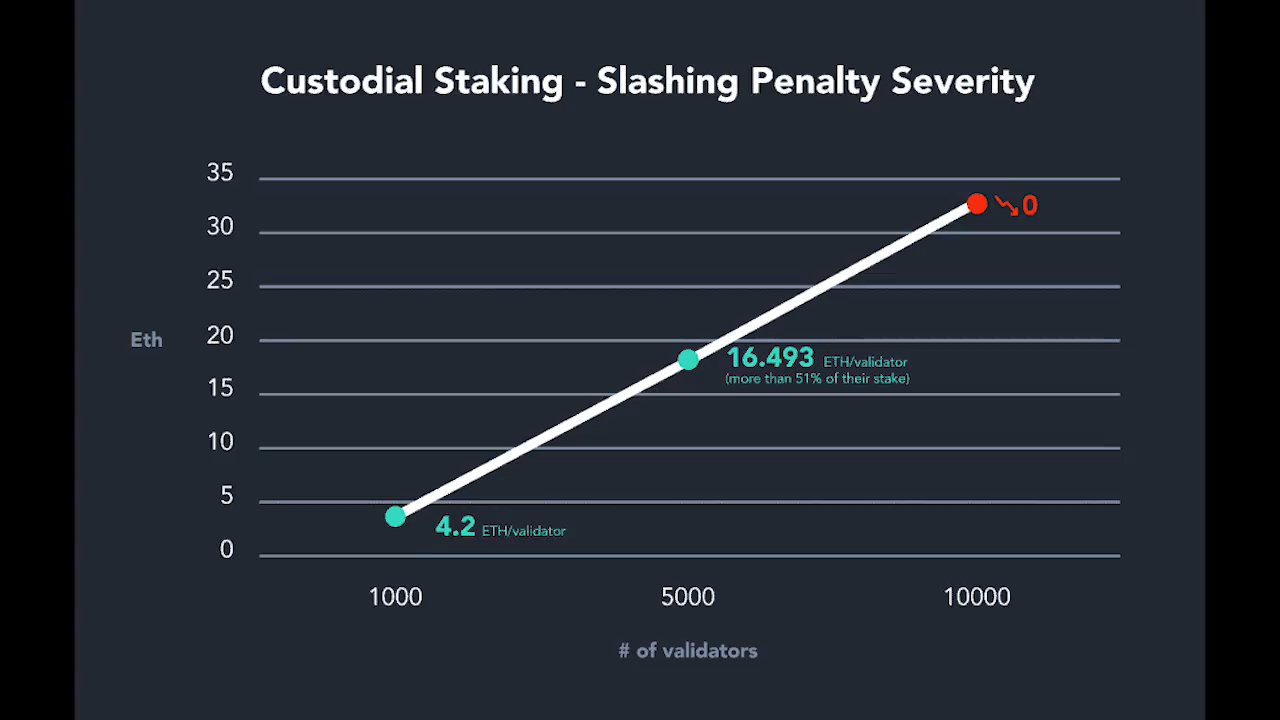 Custodial Staking - Slashing Penalty Severity
35
30
25
20
15
10
5
0
Eth
0
16.493 ETH/validator
(more than 51% of their stake)
4.2 ETH/validator
1000 5000 10000
# of validators